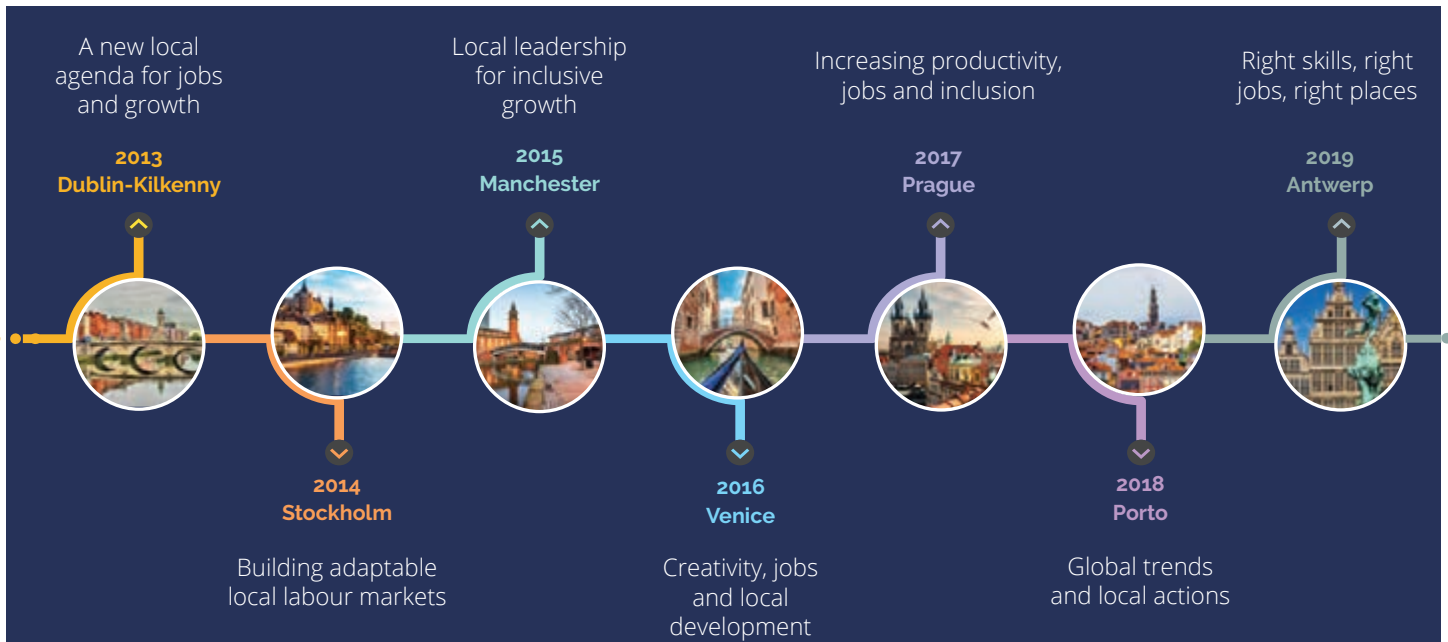 A new local
agenda for jobs
and growth
2013
Dublin-Kilkenny
2014
Stockholm
Building adaptable
local labour markets
Local leadership
for inclusive
growth
2015
Manchester
2016
Venice
Creativity, jobs
and local
development
Increasing productivity,
jobs and inclusion
2017
Prague
2018
Porto
Global trends
and local actions
Right skills, right
jobs, right places
2019
Antwerp